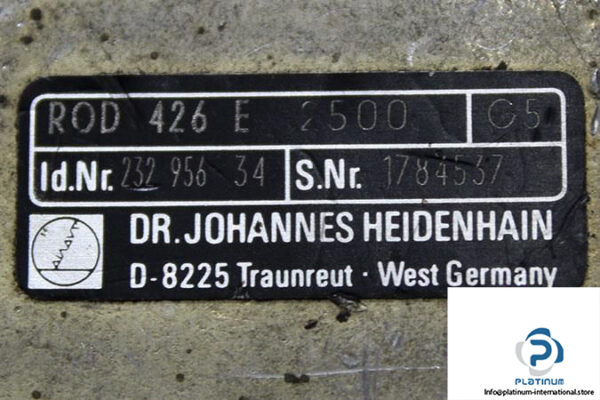 ROD 426 E 2500 05
Id.Nr. 232 956 34 S.Nr. 1784537
DR. JOHANNES HEIDENHAIN
D-8225 Traunreut · West Germany
PLATINUM
Info@platinum-international.store